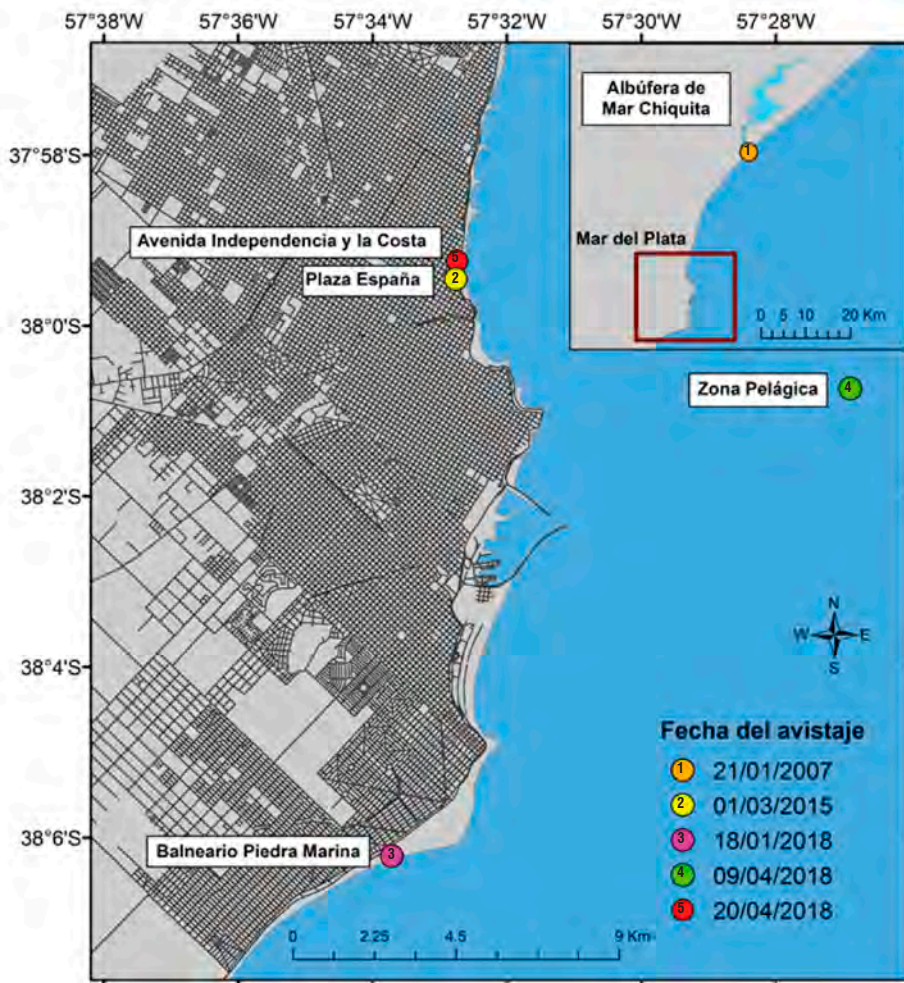 57°38'W 57°36'W 57°34'W 57°32'W 57°30'W 57°28'W
37°58'S
38°0'S
38°2'S
38°4'S
38°6'S
Albúfera de
Mar Chiquita
1
Mar del Plata
0 5 10 20 Km
Avenida Independencia y la Costa
5
Plaza España
2
Zona Pelágica
4
N
W E
S
Balneario Piedra Marina
3
0 2.25 4.5 9 Km
Fecha del avistaje
1 21/01/2007
2 01/03/2015
3 18/01/2018
4 09/04/2018
5 20/04/2018